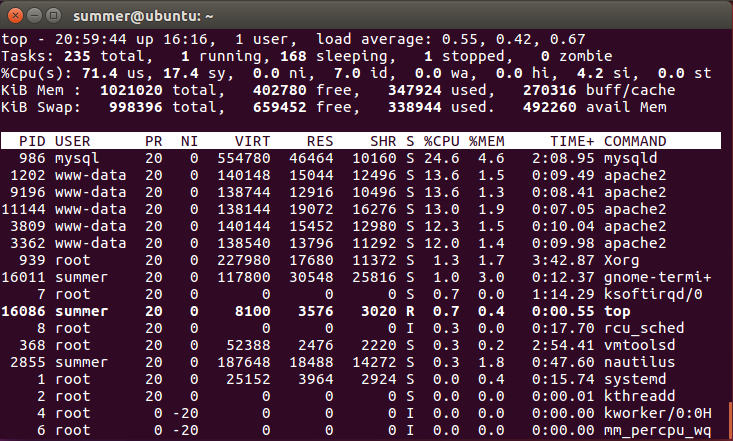 summer@ubuntu: ~
top - 20:59:44 up 16:16,  1 user,  load average: 0.55, 0.42, 0.67
Tasks: 235 total,   1 running, 168 sleeping,   1 stopped,   0 zombie
%Cpu(s): 71.4 us, 17.4 sy,  0.0 ni,  7.0 id,  0.0 wa,  0.0 hi,  4.2 si,  0.0 st
KiB Mem :  1021020 total,   402780 free,   347924 used,   270316 buff/cache
KiB Swap:   998396 total,   659452 free,   338944 used.   492260 avail Mem
  PID USER      PR  NI    VIRT    RES    SHR S %CPU %MEM     TIME+ COMMAND
  986 mysql     20   0  554780  46464  10160 S 24.6  4.6   2:08.95 mysqld
 1202 www-data  20   0  140148  15044  12496 S 13.6  1.5   0:09.49 apache2
 9196 www-data  20   0  138744  12916  10496 S 13.6  1.3   0:08.41 apache2
11144 www-data  20   0  138144  19072  16276 S 13.0  1.9   0:07.05 apache2
 3809 www-data  20   0  140144  15452  12980 S 12.3  1.5   0:10.04 apache2
 3362 www-data  20   0  138540  13796  11292 S 12.0  1.4   0:09.98 apache2
  939 root      20   0  227980  17680  11372 S  1.3  1.7   3:42.87 Xorg
16011 summer    20   0  117800  30548  25816 S  1.0  3.0   0:12.37 gnome-termi+
    7 root      20   0       0      0      0 S  0.7  0.0   1:14.29 ksoftirqd/0
16086 summer    20   0    8100   3576   3020 R  0.7  0.4   0:00.55 top
    8 root      20   0       0      0      0 I  0.3  0.0   0:17.70 rcu_sched
  368 root      20   0   52388   2476   2220 S  0.3  0.2   2:54.41 vmtoolsd
 2855 summer    20   0  187648  18488  14272 S  0.3  1.8   0:47.60 nautilus
    1 root      20   0   25152   3964   2924 S  0.0  0.4   0:15.74 systemd
    2 root      20   0       0      0      0 S  0.0  0.0   0:00.01 kthreadd
    4 root       0 -20       0      0      0 I  0.0  0.0   0:00.00 kworker/0:0H
    6 root       0 -20       0      0      0 I  0.0  0.0   0:00.00 mm_percpu_wq